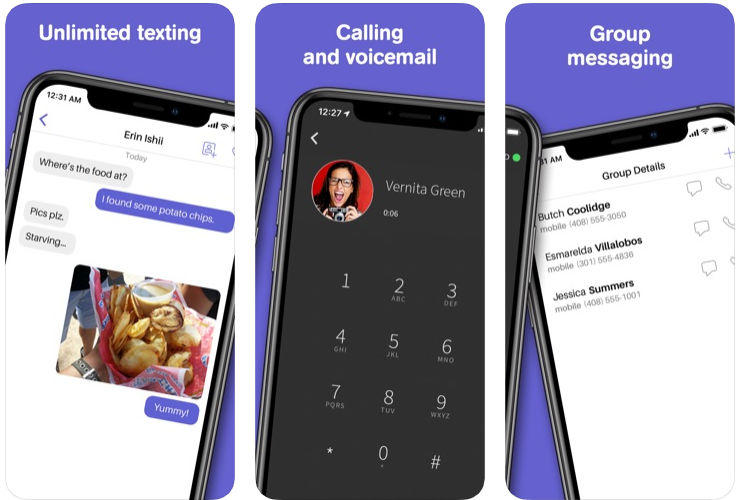 Unlimited texting
12:31 AM
Erin Ishii
Today
Where's the food at?
I found some potato chips.
Pics plz.
Starving...
Yummy!
Calling
and voicemail
12:27
Vernita Green
0:06
1
2
ABC
3
DEF
4
GHI
5
JKL
6
MNO
7
PQRS
8
TUV
9
WXYZ
*
0
+
#
Group
messaging
31 AM
Group Details
Butch Coolidge
mobile (408) 555-3050
Esmarelda Villalobos
mobile (301) 555-4836
Jessica Summers
mobile (408) 555-1001